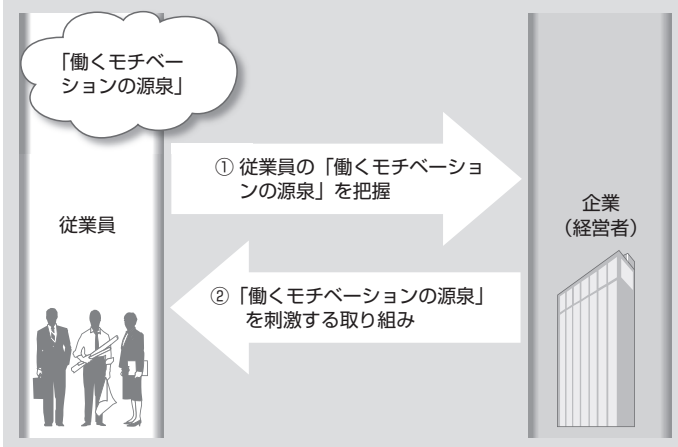 「働くモチベー
ションの源泉」
① 従業員の「働くモチベーショ
ンの源泉」を把握
従業員
企業
（経営者）
②「働くモチベーションの源泉」
を刺激する取り組み